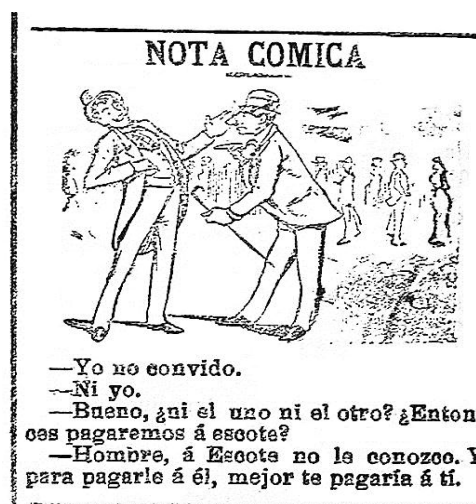 NOTA COMICA
—Yo no convido.
—Ni yo.
—Bueno, ¿ni el uno ni el otro? ¿Enton
ces pagaremos á escote?
—Hombre, á Escote no le conozco. Y
para pagarle á él, mejor te pagaría á tí.